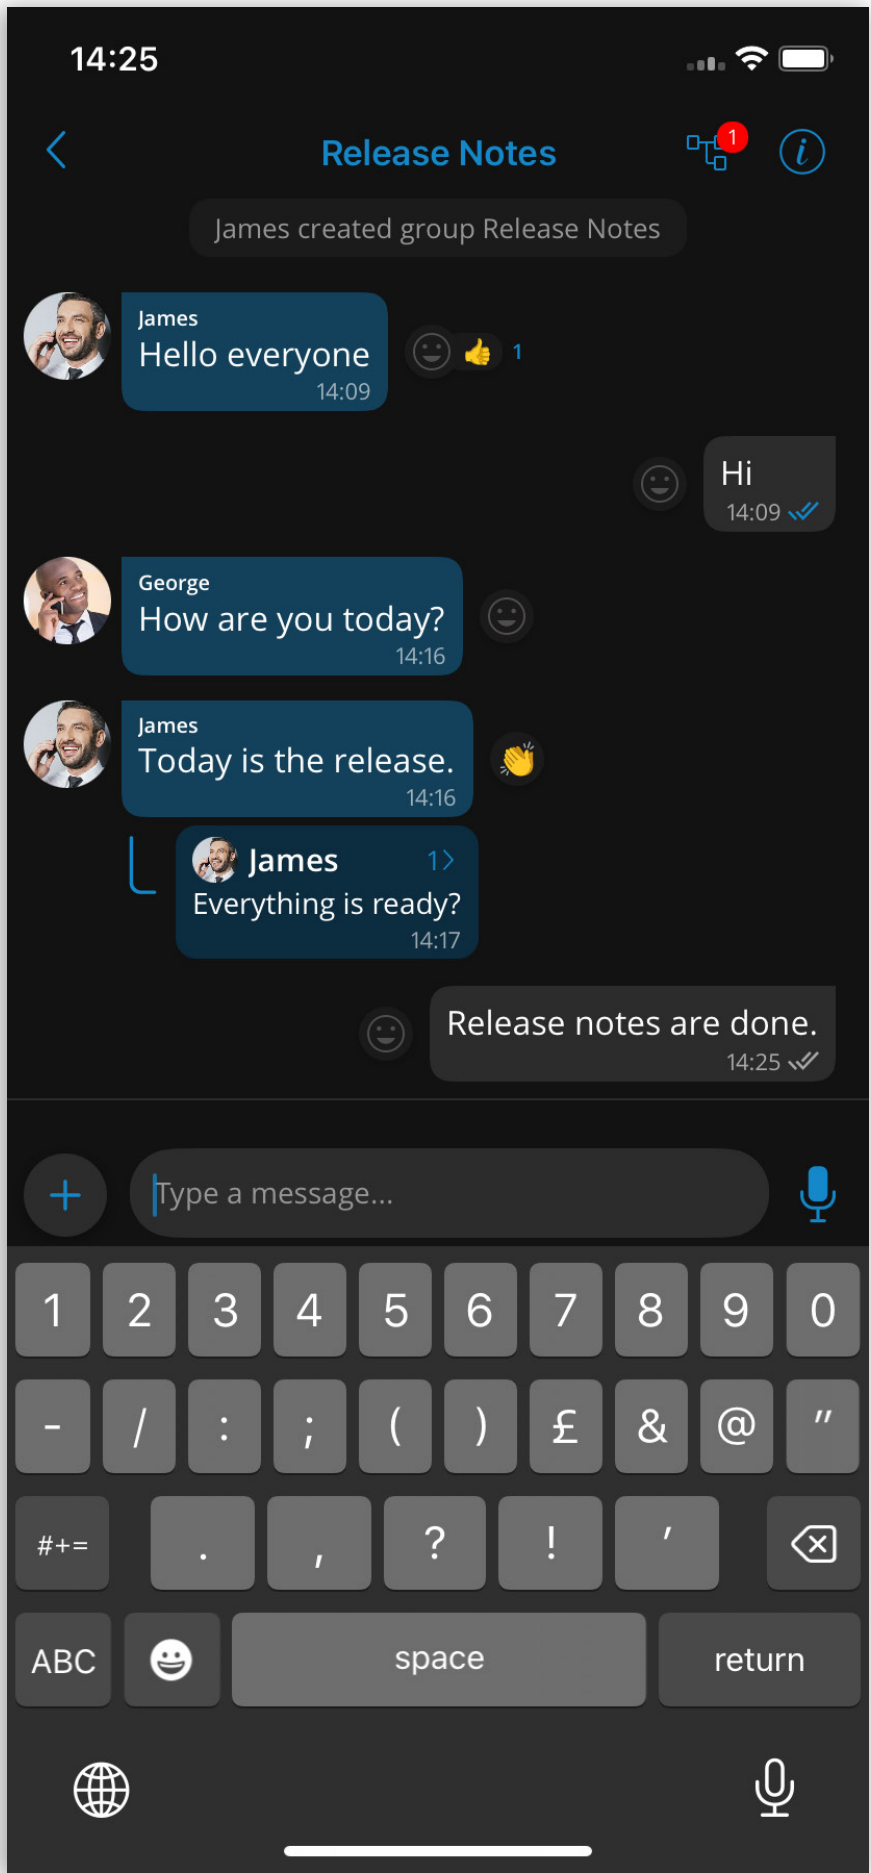 14:25
Release Notes
1
James created group Release Notes
James
Hello everyone
1
14:09
Hi
14:09
George
How are you today?
14:16
James
Today is the release.
14:16
James 1
Everything is ready?
14:17
Release notes are done.
14:25
Type a message...
1 2 3 4 5 6 7 8 9 0
- / : ; ( ) £ & @ "
#+= . , ? ! '
ABC space return